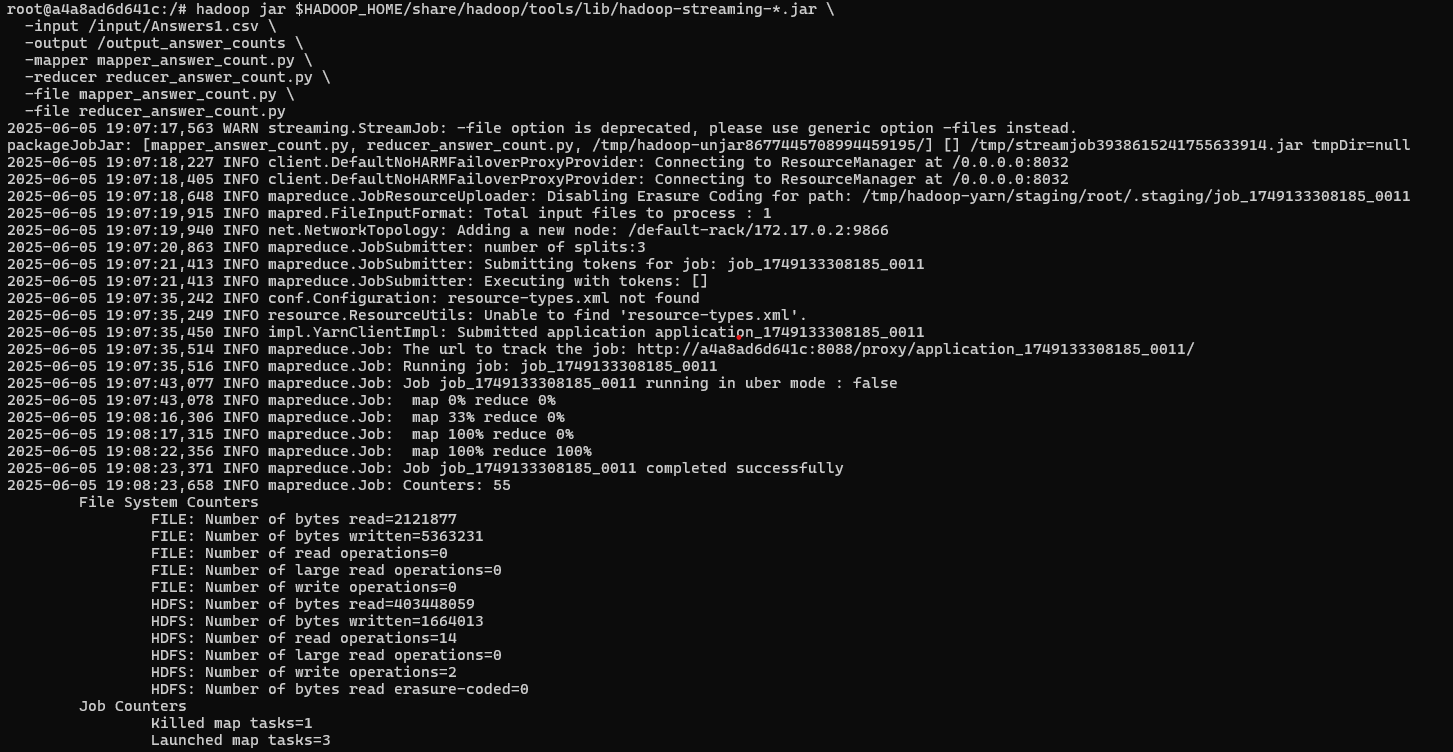 root@a4a8ad6d641c:/# hadoop jar $HADOOP_HOME/share/hadoop/tools/lib/hadoop-streaming-*.jar \
  -input /input/Answers1.csv \
  -output /output_answer_counts \
  -mapper mapper_answer_count.py \
  -reducer reducer_answer_count.py \
  -file mapper_answer_count.py \
  -file reducer_answer_count.py
2025-06-05 19:07:17,563 WARN streaming.StreamJob: -file option is deprecated, please use generic option -files instead.
packageJobJar: [mapper_answer_count.py, reducer_answer_count.py, /tmp/hadoop-unjar8677445708994459195/] [] /tmp/streamjob3938615241755633914.jar tmpDir=null
2025-06-05 19:07:18,227 INFO client.DefaultNoHARMFailoverProxyProvider: Connecting to ResourceManager at /0.0.0.0:8032
2025-06-05 19:07:18,405 INFO client.DefaultNoHARMFailoverProxyProvider: Connecting to ResourceManager at /0.0.0.0:8032
2025-06-05 19:07:18,648 INFO mapreduce.JobResourceUploader: Disabling Erasure Coding for path: /tmp/hadoop-yarn/staging/root/.staging/job_1749133308185_0011
2025-06-05 19:07:19,915 INFO mapred.FileInputFormat: Total input files to process : 1
2025-06-05 19:07:19,940 INFO net.NetworkTopology: Adding a new node: /default-rack/172.17.0.2:9866
2025-06-05 19:07:20,863 INFO mapreduce.JobSubmitter: number of splits:3
2025-06-05 19:07:21,413 INFO mapreduce.JobSubmitter: Submitting tokens for job: job_1749133308185_0011
2025-06-05 19:07:21,413 INFO mapreduce.JobSubmitter: Executing with tokens: []
2025-06-05 19:07:35,242 INFO conf.Configuration: resource-types.xml not found
2025-06-05 19:07:35,249 INFO resource.ResourceUtils: Unable to find 'resource-types.xml'.
2025-06-05 19:07:35,450 INFO impl.YarnClientImpl: Submitted application application_1749133308185_0011
2025-06-05 19:07:35,514 INFO mapreduce.Job: The url to track the job: http://a4a8ad6d641c:8088/proxy/application_1749133308185_0011/
2025-06-05 19:07:35,516 INFO mapreduce.Job: Running job: job_1749133308185_0011
2025-06-05 19:07:43,077 INFO mapreduce.Job: Job job_1749133308185_0011 running in uber mode : false
2025-06-05 19:07:43,078 INFO mapreduce.Job:  map 0% reduce 0%
2025-06-05 19:08:16,306 INFO mapreduce.Job:  map 33% reduce 0%
2025-06-05 19:08:17,315 INFO mapreduce.Job:  map 100% reduce 0%
2025-06-05 19:08:22,356 INFO mapreduce.Job:  map 100% reduce 100%
2025-06-05 19:08:23,371 INFO mapreduce.Job: Job job_1749133308185_0011 completed successfully
2025-06-05 19:08:23,658 INFO mapreduce.Job: Counters: 55
        File System Counters
                FILE: Number of bytes read=2121877
                FILE: Number of bytes written=5363231
                FILE: Number of read operations=0
                FILE: Number of large read operations=0
                FILE: Number of write operations=0
                HDFS: Number of bytes read=403448059
                HDFS: Number of bytes written=1664013
                HDFS: Number of read operations=14
                HDFS: Number of large read operations=0
                HDFS: Number of write operations=2
                HDFS: Number of bytes read erasure-coded=0
        Job Counters
                Killed map tasks=1
                Launched map tasks=3